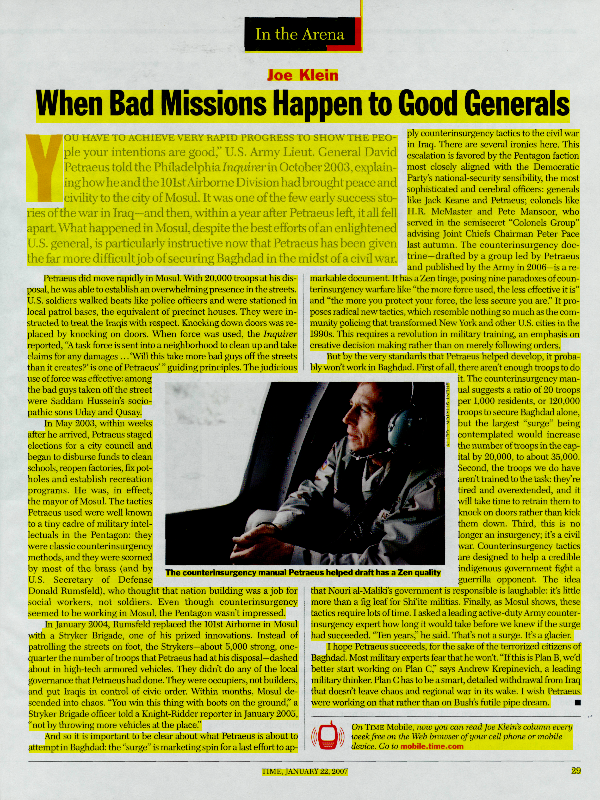 In the Arena
Joe Klein
When Bad Missions Happen to Good Generals
YOU HAVE TO ACHIEVE VERY RAPID PROGRESS TO SHOW THE PEO-
ple your intentions are good,” U.S. Army Lieut. General David
Petraeus told the Philadelphia Inquirer in October 2003, explain-
ing how he and the 101st Airborne Division had brought peace and
civility to the city of Mosul. It was one of the few early success sto-
ries of the war in Iraq—and then, within a year after Petraeus left, it all fell
apart. What happened in Mosul, despite the best efforts of an enlightened
U.S. general, is particularly instructive now that Petraeus has been given
the far more difficult job of securing Baghdad in the midst of a civil war.
Petraeus did move rapidly in Mosul. With 20,000 troops at his dis-
posal, he was able to establish an overwhelming presence in the streets.
U.S. soldiers walked beats like police officers and were stationed in
local patrol bases, the equivalent of precinct houses. They were in-
structed to treat the Iraqis with respect. Knocking down doors was re-
placed by knocking on doors. When force was used, the Inquirer
reported, “A task force is sent into a neighborhood to clean up and take
claims for any damages ... ‘Will this take more bad guys off the streets
than it creates?’ is one of Petraeus’ ” guiding principles. The judicious
use of force was effective: among
the bad guys taken off the street
were Saddam Hussein’s socio-
pathic sons Uday and Qusay.
In May 2003, within weeks
after he arrived, Petraeus staged
elections for a city council and
began to disburse funds to clean
schools, reopen factories, fix pot-
holes and establish recreation
programs. He was, in effect,
the mayor of Mosul. The tactics
Petraeus used were well known
to a tiny cadre of military intel-
lectuals in the Pentagon: they
were classic counterinsurgency
methods, and they were scorned
by most of the brass (and by
U.S. Secretary of Defense
Donald Rumsfeld), who thought that nation building was a job for
social workers, not soldiers. Even though counterinsurgency
seemed to be working in Mosul, the Pentagon wasn’t impressed.
In January 2004, Rumsfeld replaced the 101st Airborne in Mosul
with a Stryker Brigade, one of his prized innovations. Instead of
patrolling the streets on foot, the Strykers—about 5,000 strong, one-
quarter the number of troops that Petraeus had at his disposal—dashed
about in high-tech armored vehicles. They didn’t do any of the local
governance that Petraeus had done. They were occupiers, not builders,
and put Iraqis in control of civic order. Within months, Mosul de-
scended into chaos. “You win this thing with boots on the ground,” a
Stryker Brigade officer told a Knight-Ridder reporter in January 2005,
“not by throwing more vehicles at the place.”
And so it is important to be clear about what Petraeus is about to
attempt in Baghdad: the “surge” is marketing spin for a last effort to ap-
ply counterinsurgency tactics to the civil war
in Iraq. There are several ironies here. This
escalation is favored by the Pentagon faction
most closely aligned with the Democratic
Party’s national-security sensibility, the most
sophisticated and cerebral officers: generals
like Jack Keane and Petraeus; colonels like
H.R. McMaster and Pete Mansoor, who
served in the semisecret “Colonels Group”
advising Joint Chiefs Chairman Peter Pace
last autumn. The counterinsurgency doc-
trine—drafted by a group led by Petraeus
and published by the Army in 2006—is a re-
markable document. It has a Zen tinge, posing nine paradoxes of coun-
terinsurgency warfare like “the more force used, the less effective it is”
and “the more you protect your force, the less secure you are.” It pro-
poses radical new tactics, which resemble nothing so much as the com-
munity policing that transformed New York and other U.S. cities in the
1990s. This requires a revolution in military training, an emphasis on
creative decision making rather than on merely following orders.
But by the very standards that Petraeus helped develop, it proba-
bly won’t work in Baghdad. First of all, there aren’t enough troops to do
it. The counterinsurgency man-
ual suggests a ratio of 20 troops
per 1,000 residents, or 120,000
troops to secure Baghdad alone,
but the largest “surge” being
contemplated would increase
the number of troops in the cap-
ital by 20,000, to about 35,000.
Second, the troops we do have
aren’t trained to the task: they’re
tired and overextended, and it
will take time to retrain them to
knock on doors rather than kick
them down. Third, this is no
longer an insurgency; it’s a civil
war. Counterinsurgency tactics
are designed to help a credible
indigenous government fight a
guerrilla opponent. The idea
that Nouri al-Maliki’s government is responsible is laughable: it’s little
more than a fig leaf for Shi’ite militias. Finally, as Mosul shows, these
tactics require lots of time. I asked a leading active-duty Army counter-
insurgency expert how long it would take before we knew if the surge
had succeeded. “Ten years,” he said. That’s not a surge. It’s a glacier.
I hope Petraeus succeeds, for the sake of the terrorized citizens of
Baghdad. Most military experts fear that he won’t. “If this is Plan B, we’d
better start working on Plan C,” says Andrew Krepinevich, a leading
military thinker. Plan C has to be a smart, detailed withdrawal from Iraq
that doesn’t leave chaos and regional war in its wake. I wish Petraeus
were working on that rather than on Bush’s futile pipe dream.
The counterinsurgency manual Petraeus helped draft has a Zen quality
On TIME Mobile, now you can read Joe Klein’s column every
week free on the Web browser of your cell phone or mobile
device. Go to mobile.time.com
TIME, JANUARY 22, 2007
29